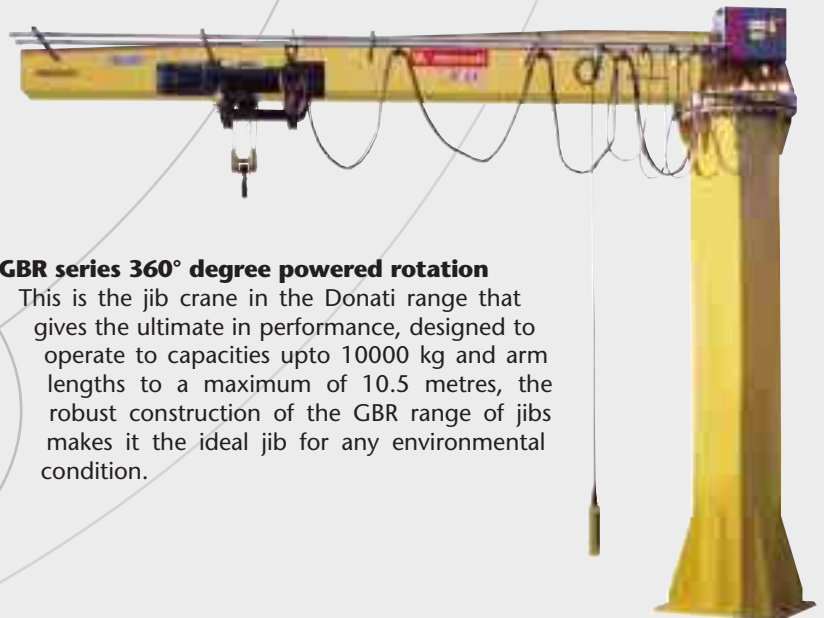 GBR series 360° degree powered rotation
This is the jib crane in the Donati range that
gives the ultimate in performance, designed to
operate to capacities upto 10000 kg and arm
lengths to a maximum of 10.5 metres, the
robust construction of the GBR range of jibs
makes it the ideal jib for any environmental
condition.